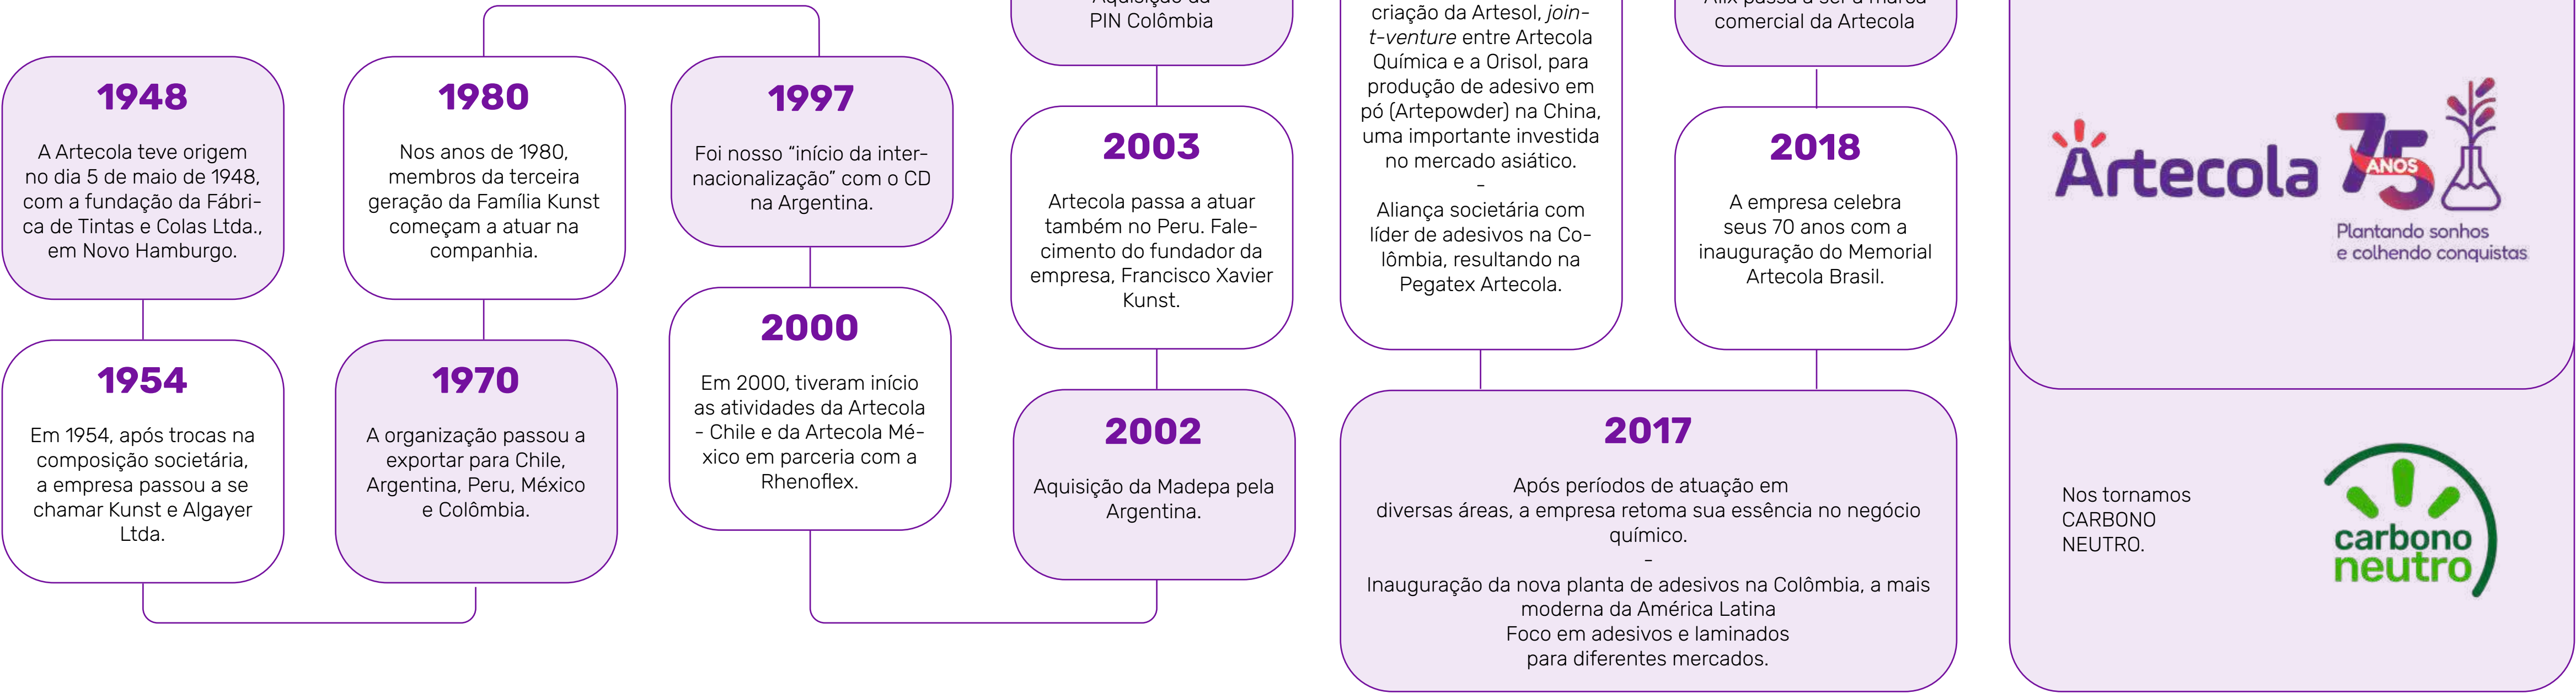 1948
A Artecola teve origem
no dia 5 de maio de 1948,
com a fundação da Fábri-
ca de Tintas e Colas Ltda.,
em Novo Hamburgo.
1954
Em 1954, após trocas na
composição societária,
a empresa passou a se
chamar Kunst e Algayer
Ltda.
1970
A organização passou a
exportar para Chile,
Argentina, Peru, México
e Colômbia.
1980
Nos anos de 1980,
membros da terceira
geração da Família Kunst
começam a atuar na
companhia.
1997
Foi nosso “início da inter-
nacionalização” com o CD
na Argentina.
2000
Em 2000, tiveram início
as atividades da Artecola
- Chile e da Artecola Mé-
xico em parceria com a
Rhenoflex.
2002
Aquisição da Madepa pela
Argentina.
2003
Artecola passa a atuar
também no Peru. Fale-
cimento do fundador da
empresa, Francisco Xavier
Kunst.
Aquisição da
PIN Colômbia
criação da Artesol, join-
t-venture entre Artecola
Química e a Orisol, para
produção de adesivo em
pó (Artepowder) na China,
uma importante investida
no mercado asiático.
-
Aliança societária com
líder de adesivos na Co-
lômbia, resultando na
Pegatex Artecola.
2017
Após períodos de atuação em
diversas áreas, a empresa retoma sua essência no negócio
químico.
-
Inauguração da nova planta de adesivos na Colômbia, a mais
moderna da América Latina
Foco em adesivos e laminados
para diferentes mercados.
2018
A empresa celebra
seus 70 anos com a
inauguração do Memorial
Artecola Brasil.
passa a ser a marca
comercial da Artecola
Artecola
75
ANOS
Plantando sonhos
e colhendo conquistas
Nos tornamos
CARBONO
NEUTRO.
carbono
neutro